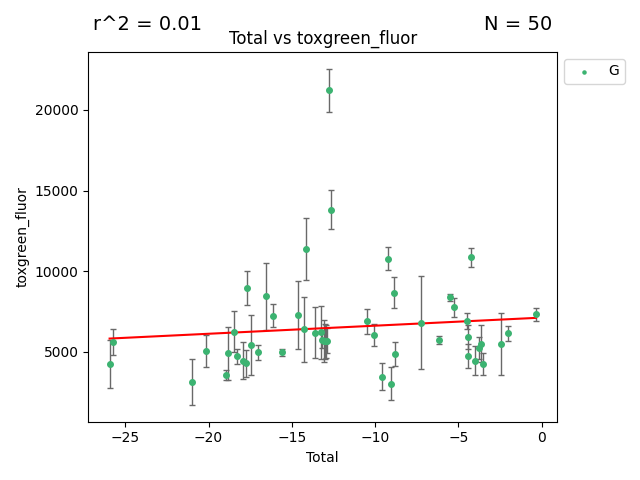 r^2 = 0.01
N = 50
Total vs toxgreen_fluor
G
20000
15000
10000
5000
toxgreen_fluor
−25
−20
−15
−10
−5
0
Total